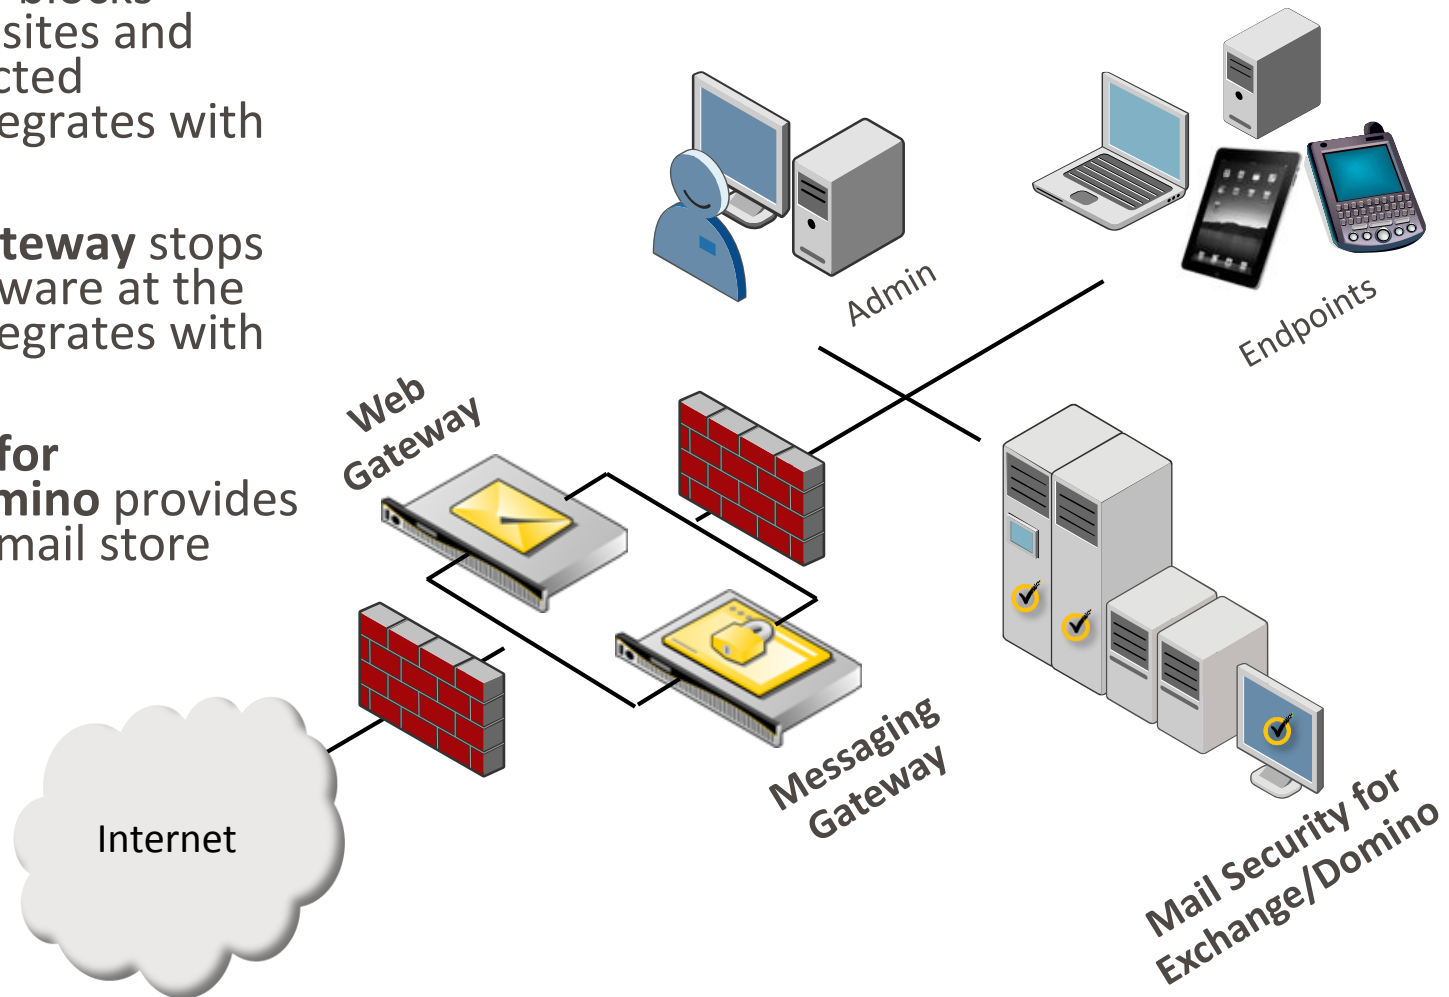 blocks
sites and
cted
egrates with
teway stops
ware at the
egrates with
for
mino provides
mail store
Admin
Endpoints
Web
Gateway
Messaging
Gateway
Internet
Mail Security for
Exchange/Domino